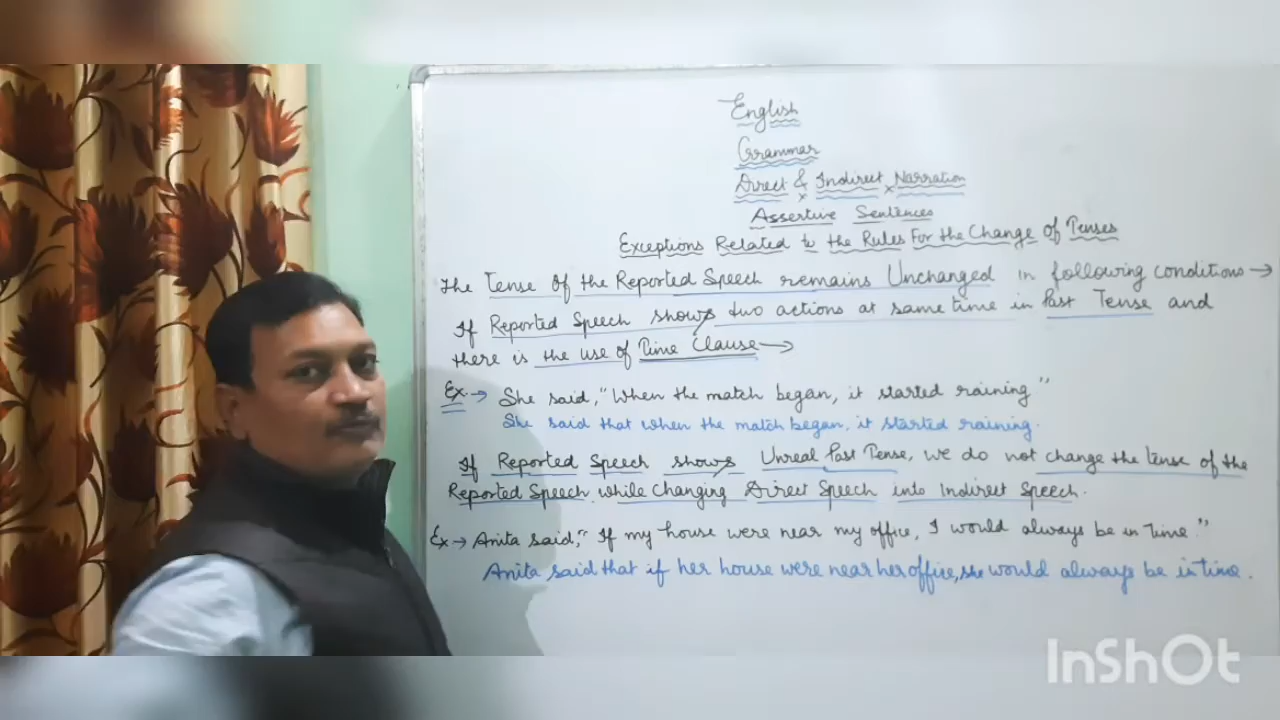 English
Grammar
Direct & Indirect Narration
Assertive Sentences
Exceptions Related to the Rules For the Change of Tenses
The Tense Of the Reported Speech remains Unchanged in following conditions →
If Reported Speech shows two actions at same time in Past Tense and
there is the use of Time Clause →
Ex. → She said, "When the match began, it started raining"
She said that when the match began, it started raining.
If Reported Speech shows Unreal Past Tense, we do not change the tense of the
Reported Speech while changing Direct Speech into Indirect Speech.
Ex → Anita said, "If my house were near my office, I would always be in time."
Anita said that if her house were near her office, she would always be in time.
InShOt